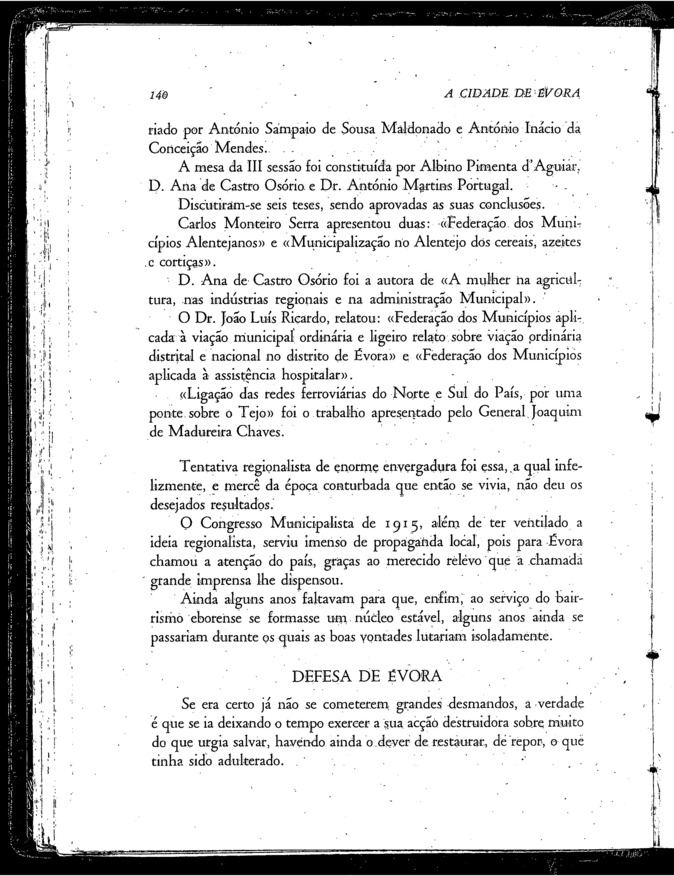 140
A CIDADE DE ÉVORA
riado por António Sampaio de Sousa Maldonado e António Inácio da
Conceição Mendes.
A mesa da III sessão foi constituída por Albino Pimenta d'Aguiar,
D. Ana de Castro Osório e Dr. António Martins Portugal.
Discutiram-se seis teses, sendo aprovadas as suas conclusões.
Carlos Monteiro Serra apresentou duas: «Federação dos Muni-
cípios Alentejanos» e «Municipalização no Alentejo dos cereais, azeites
e cortiças».
D. Ana de Castro Osório foi a autora de «A mulher na agricul-
tura, nas indústrias regionais e na administração Municipal».
O Dr. João Luís Ricardo, relatou: «Federação dos Municípios apli-
cada à viação municipal ordinária e ligeiro relato sobre viação ordinária
distrital e nacional no distrito de Évora» e «Federação dos Municípios
aplicada à assistência hospitalar».
«Ligação das redes ferroviárias do Norte e Sul do País, por uma
ponte sobre o Tejo» foi o trabalho apresentado pelo General Joaquim
de Madureira Chaves.
Tentativa regionalista de enorme envergadura foi essa, a qual infe-
lizmente, e mercê da época conturbada que então se vivia, não deu os
desejados resultados.
O Congresso Municipalista de 1915, além de ter ventilado a
ideia regionalista, serviu imenso de propaganda local, pois para Évora
chamou a atenção do país, graças ao merecido relevo que a chamada
grande imprensa lhe dispensou.
Ainda alguns anos faltavam para que, enfim, ao serviço do bair-
rismo eborense se formasse um núcleo estável, alguns anos ainda se
passariam durante os quais as boas vontades lutariam isoladamente.
DEFESA DE ÉVORA
Se era certo já não se cometerem grandes desmandos, a verdade
é que se ia deixando o tempo exercer a sua acção destruidora sobre muito
do que urgia salvar, havendo ainda o dever de restaurar, de repor, o que
tinha sido adulterado.